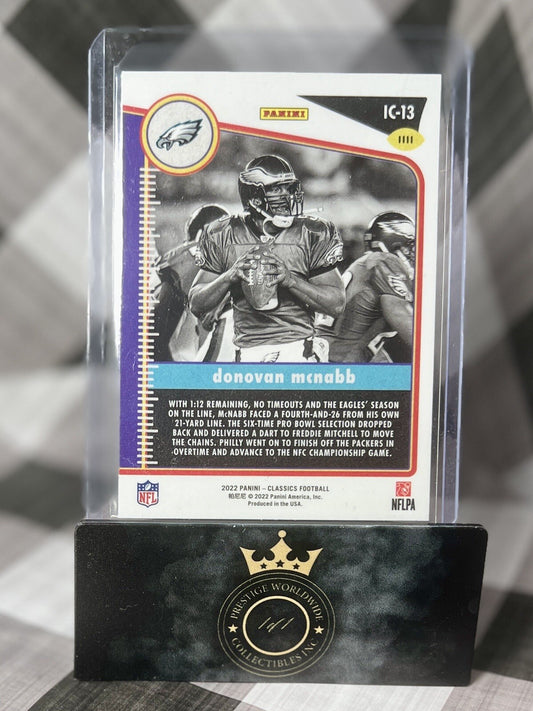 PANINI
IC-13
donovan mcnabb
WITH 1:12 REMAINING, NO TIMEOUTS AND THE EAGLES' SEASON
ON THE LINE, McNABB FACED A FOURTH-AND-26 FROM HIS OWN
21-YARD LINE. THE SIX-TIME PRO BOWL SELECTION DROPPED
BACK AND DELIVERED A DART TO FREDDIE MITCHELL TO MOVE
THE CHAINS. PHILLY WENT ON TO FINISH OFF THE PACKERS IN
OVERTIME AND ADVANCE TO THE NFC CHAMPIONSHIP GAME.
NFL
2022 PANINI – CLASSICS FOOTBALL
帕尼尼 © 2022 Panini America, Inc.
Produced in the USA.
NFLPA
PRESTIGE WORLDWIDE
1 of 1
COLLECTIBLES INC